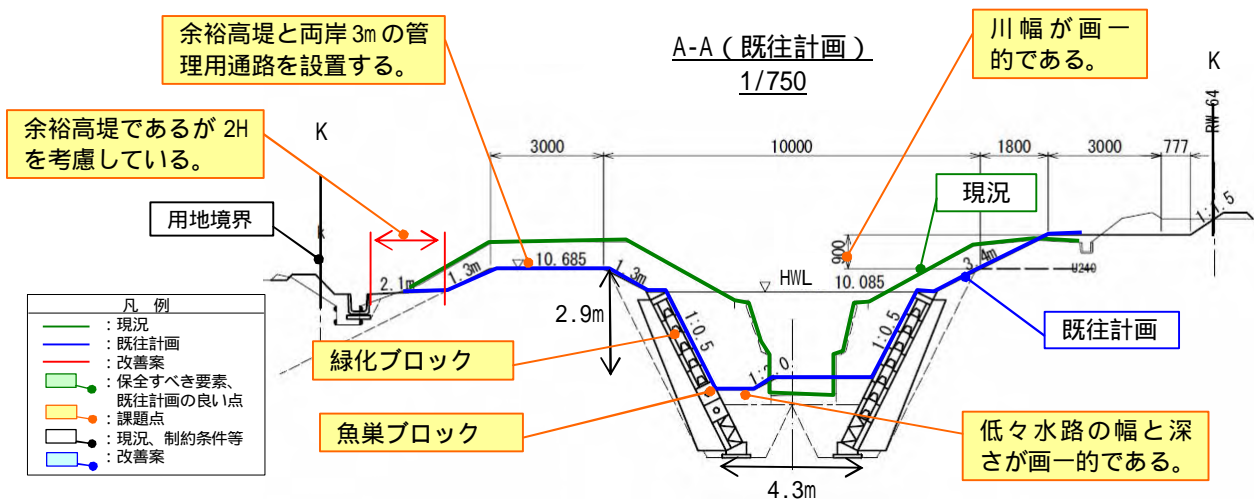 余裕高堤と両岸3mの管
理用通路を設置する。
A-A(既往計画)
1/750
川幅が画一
的である。
K
RW-64
余裕高堤であるが2H
を考慮している。
K
3000
10000
1800
3000
777
現況
1:1.5
用地境界
k
900
2.1m
1.3m
10.685
1.3m
HWL
10.085
3.4m
U240
凡 例
:現況
:既往計画
:改善案
:保全すべき要素、
既往計画の良い点
:課題点
:現況、制約条件等
:改善案
2.9m
1:0.5
1:0.5
既往計画
緑化ブロック
1:2.0
魚巣ブロック
低々水路の幅と深
さが画一的である。
4.3m